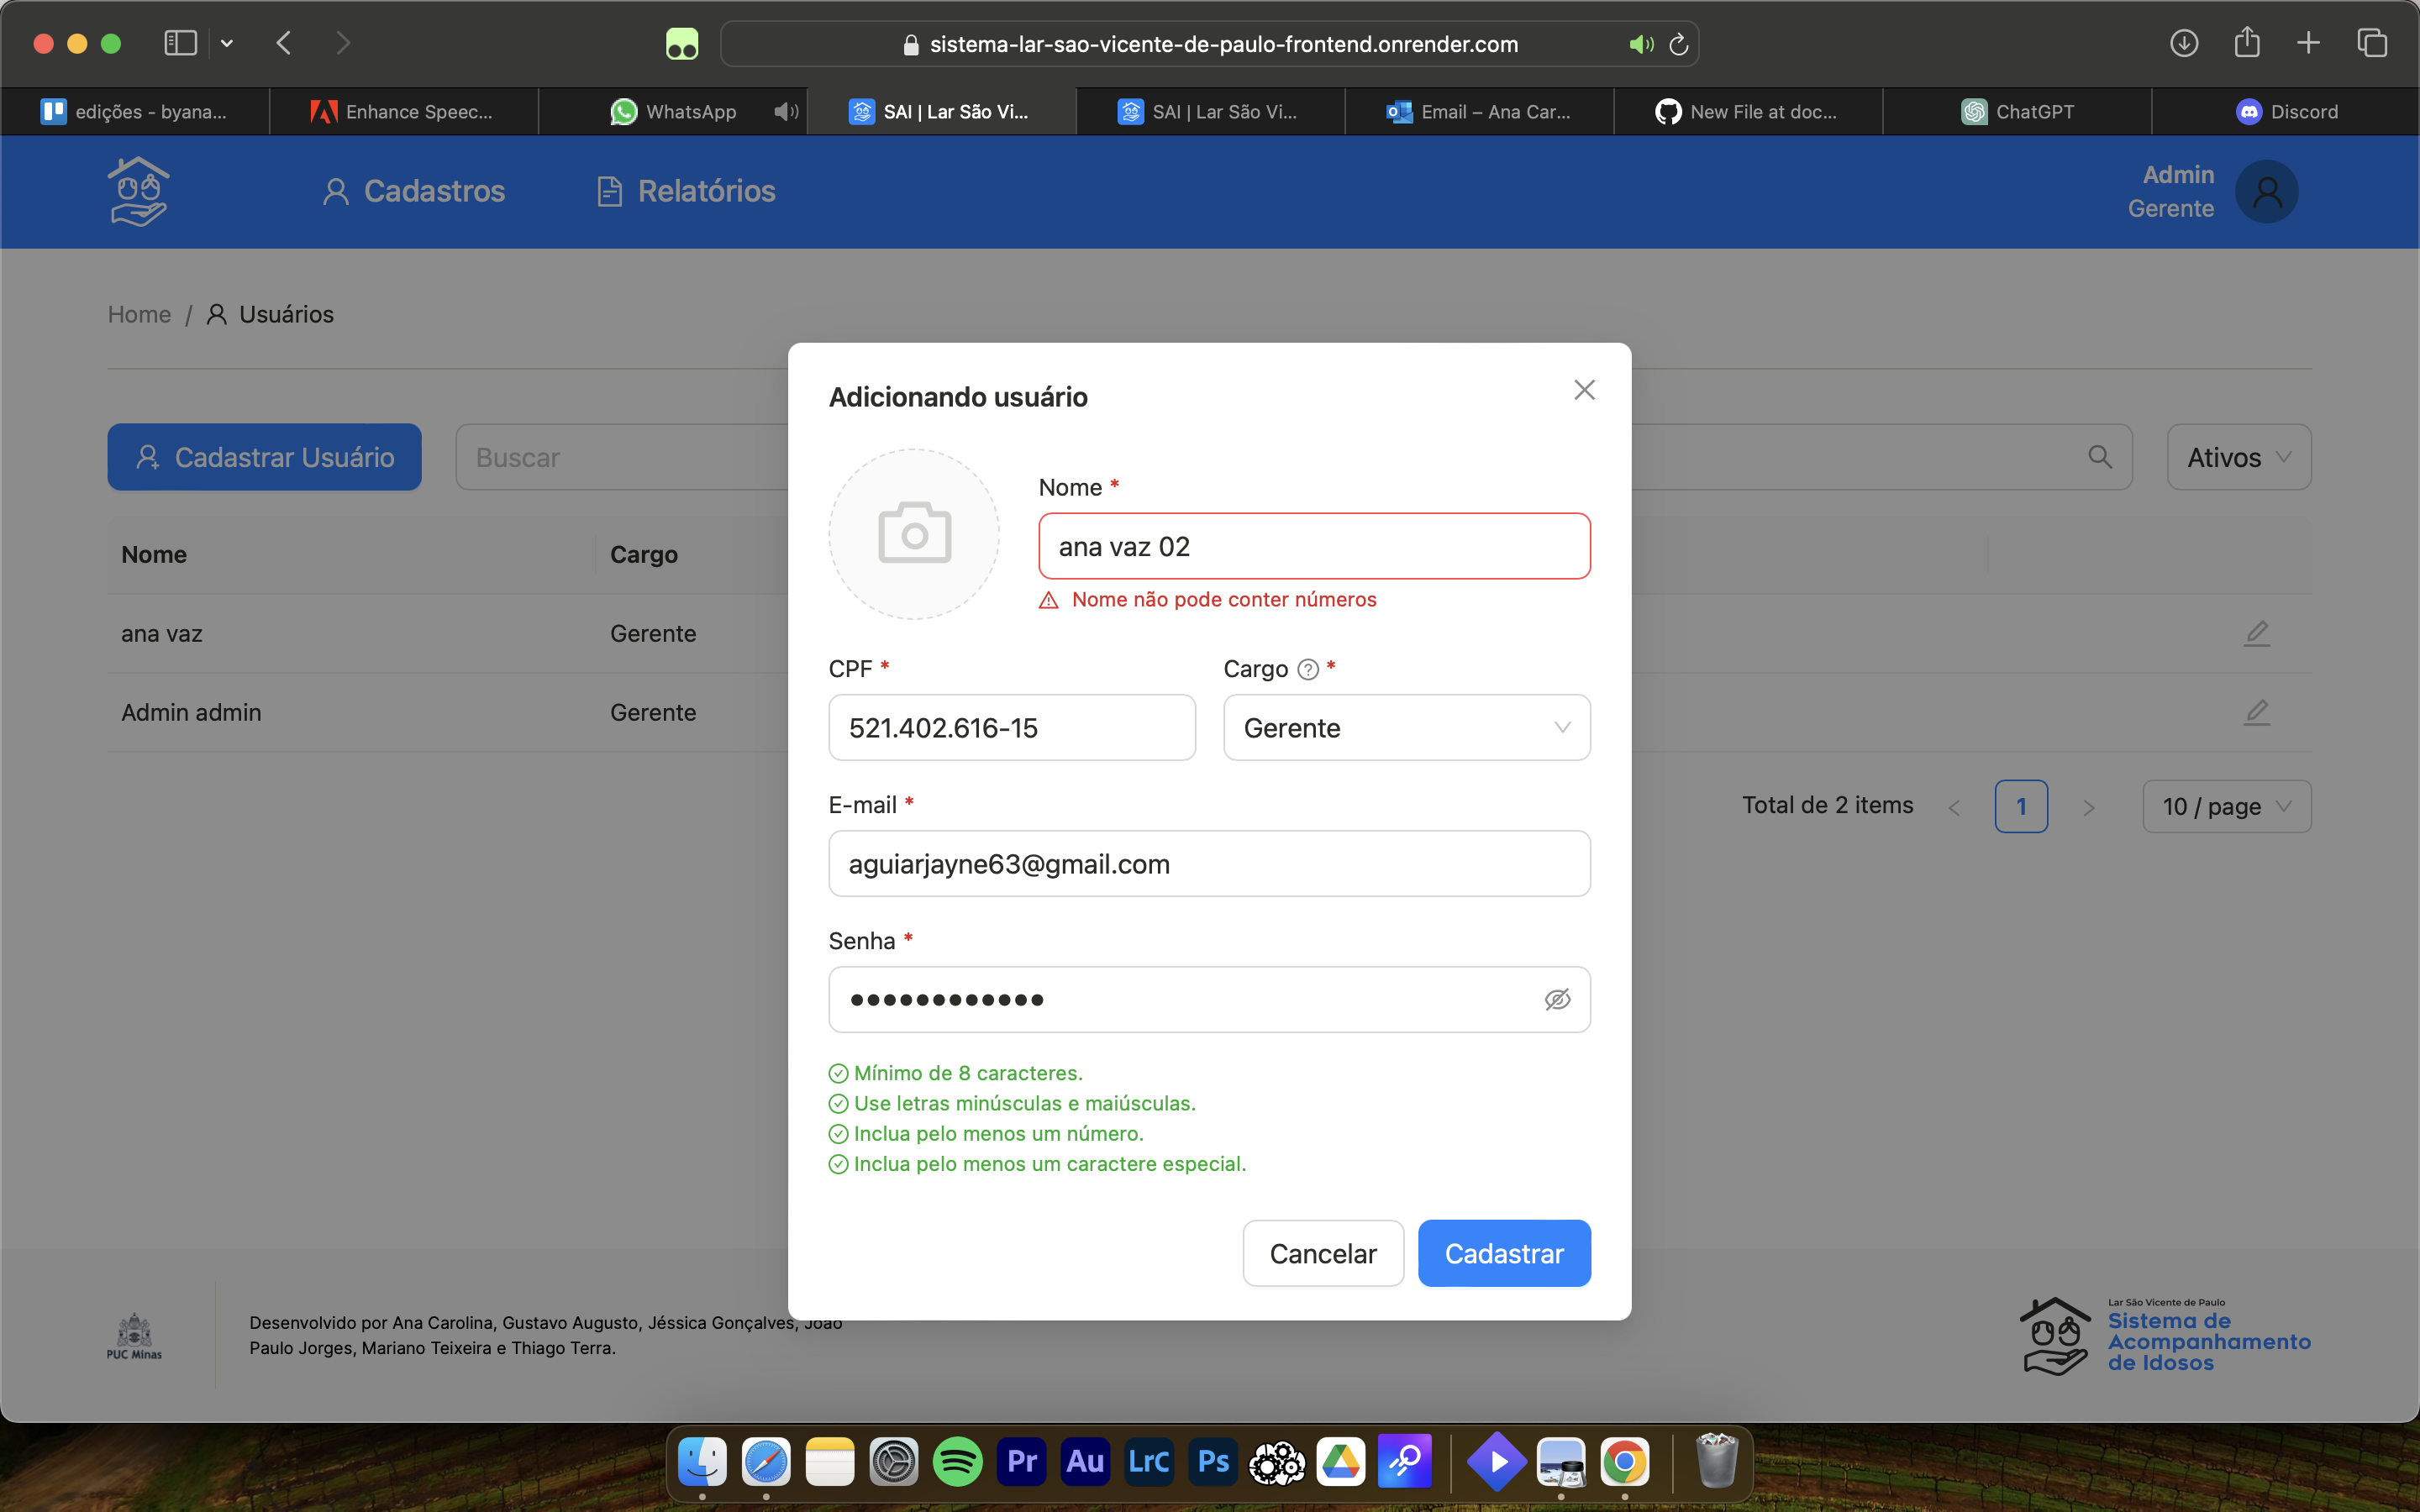 sistema-lar-sao-vicente-de-paulo-frontend.onrender.com
edições - byana...
Enhance Speec...
WhatsApp
SAI | Lar São Vi...
SAI | Lar São Vi...
Email – Ana Car...
New File at doc...
ChatGPT
Discord
Cadastros
Relatórios
Admin
Gerente
Home / Usuários
Cadastrar Usuário
Buscar
Ativos
Nome
Cargo
ana vaz
Gerente
Admin admin
Gerente
Total de 2 items
1
10 / page
Adicionando usuário
Nome *
ana vaz 02
Nome não pode conter números
CPF *
Cargo ? *
521.402.616-15
Gerente
E-mail *
aguiarjayne63@gmail.com
Senha *
••••••••••••
Mínimo de 8 caracteres.
Use letras minúsculas e maiúsculas.
Inclua pelo menos um número.
Inclua pelo menos um caractere especial.
Cancelar
Cadastrar
PUC Minas
Desenvolvido por Ana Carolina, Gustavo Augusto, Jéssica Gonçalves, João
Paulo Jorges, Mariano Teixeira e Thiago Terra.
Lar São Vicente de Paulo
Sistema de
Acompanhamento
de Idosos
Pr
Au
LrC
Ps